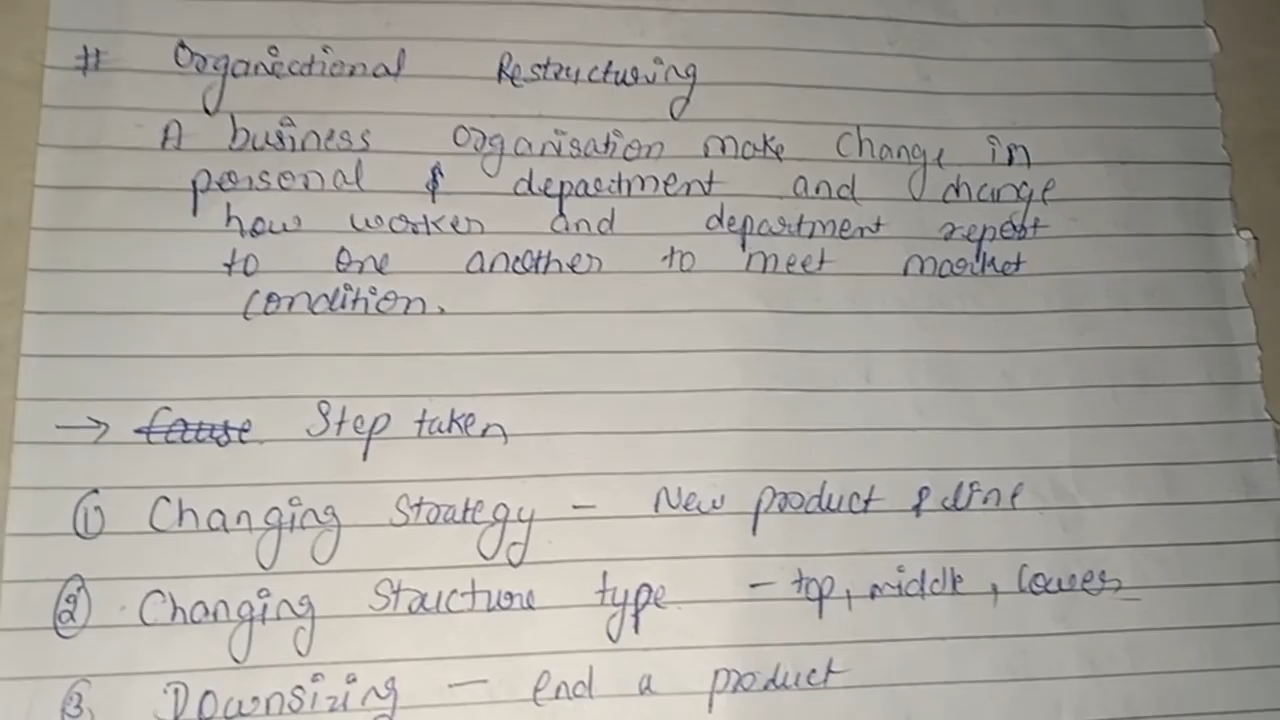 # Organictional Restructuring
A business organisation make change in
personal & department and change
how worker and department report
to one another to meet market
condition.
→ Cause Step taken
① Changing Strategy - New product & line
② Changing Structure type - top, middle, lower
③ Downsizing - end a product